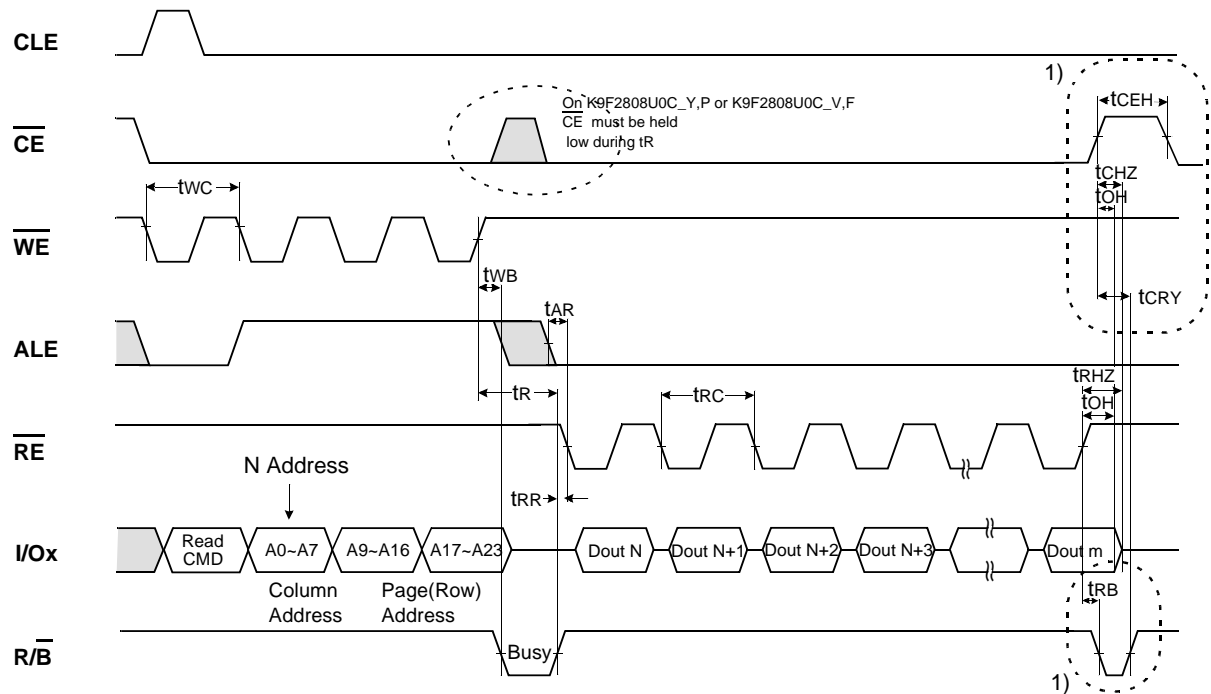 CLE
1)
On K9F2808U0C_Y,P or K9F2808U0C_V,F
CE must be held
low during tR
tCEH
CE
tCHZ
tOH
tWC
WE
tWB
tCRY
tAR
ALE
tRHZ
tR
tRC
tOH
RE
N Address
tRR
I/Ox
Read
CMD
A0~A7
A9~A16
A17~A23
Dout N
Dout N+1
Dout N+2
Dout N+3
Dout m
Column
Address
Page(Row)
Address
tRB
R/B
Busy
1)